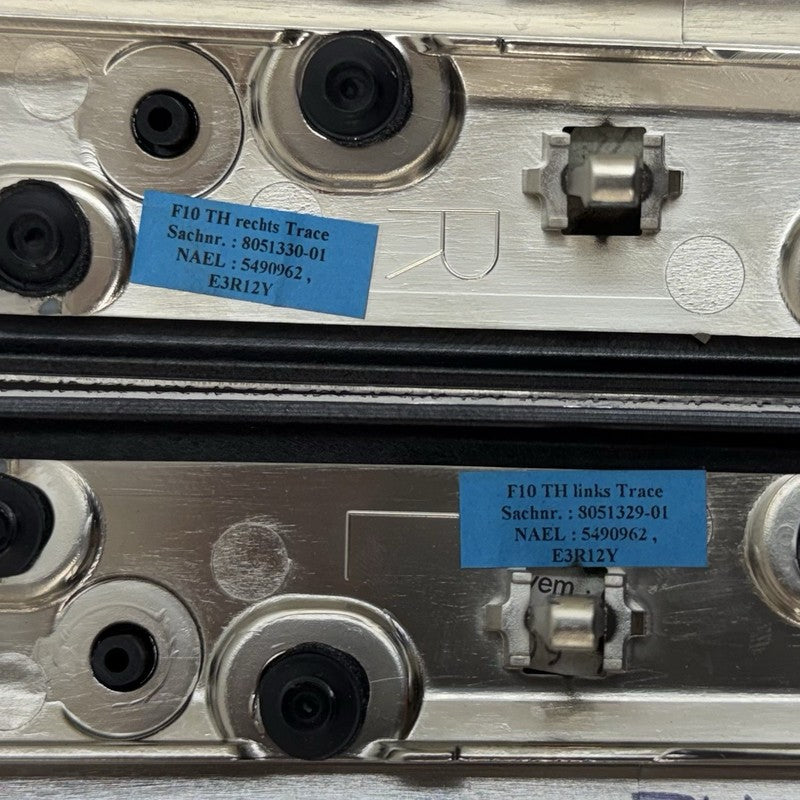 F10 TH rechts Trace
Sachnr. : 8051330-01
NAEL : 5490962 ,
E3R12Y
R
F10 TH links Trace
Sachnr. : 8051329-01
NAEL : 5490962 ,
E3R12Y